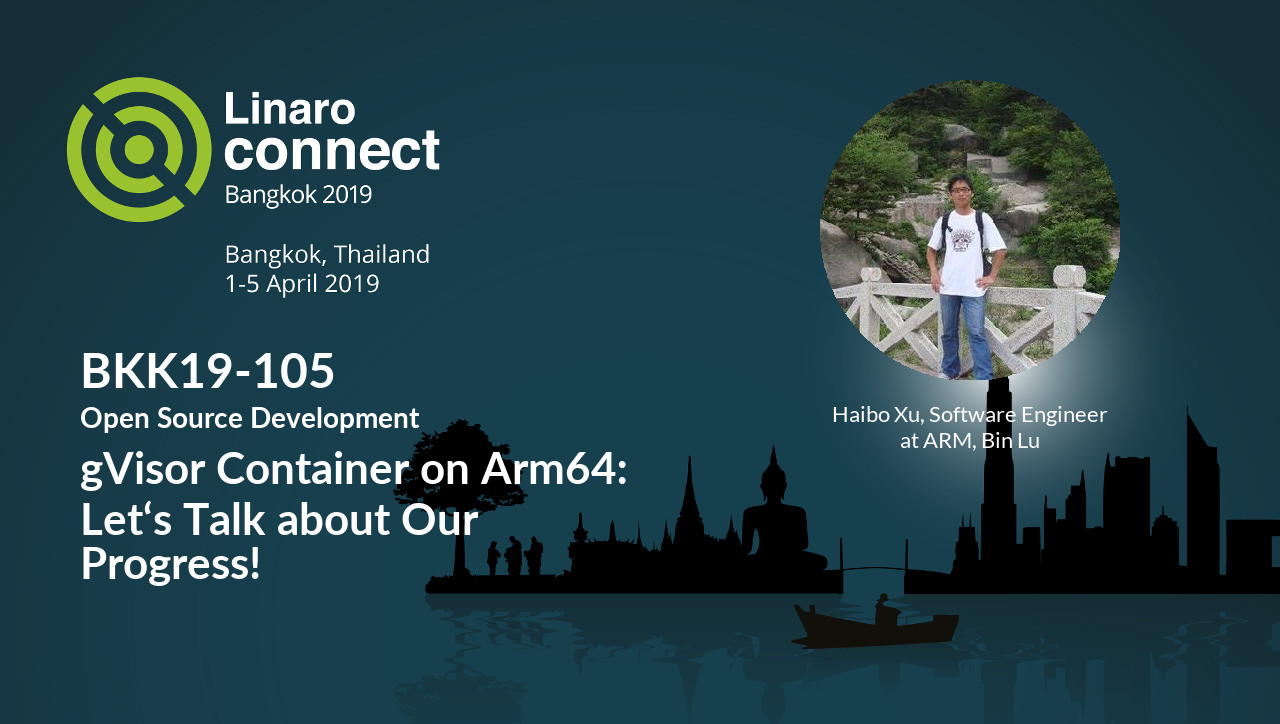 Linaro
connect
Bangkok 2019
Bangkok, Thailand
1-5 April 2019
BKK19-105
Open Source Development
gVisor Container on Arm64:
Let‘s Talk about Our
Progress!
Haibo Xu, Software Engineer
at ARM, Bin Lu